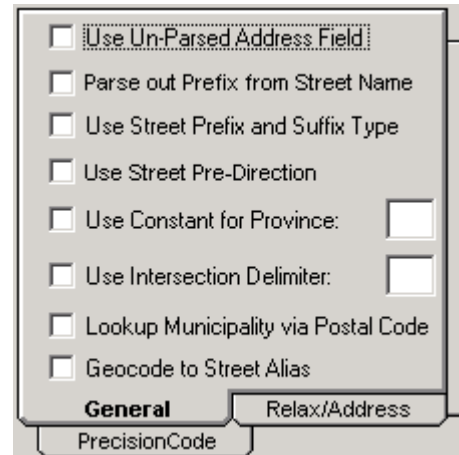 Use Un-Parsed Address Field
Parse out Prefix from Street Name
Use Street Prefix and Suffix Type
Use Street Pre-Direction
Use Constant for Province:
Use Intersection Delimiter:
Lookup Municipality via Postal Code
Geocode to Street Alias
General Relax/Address
PrecisionCode